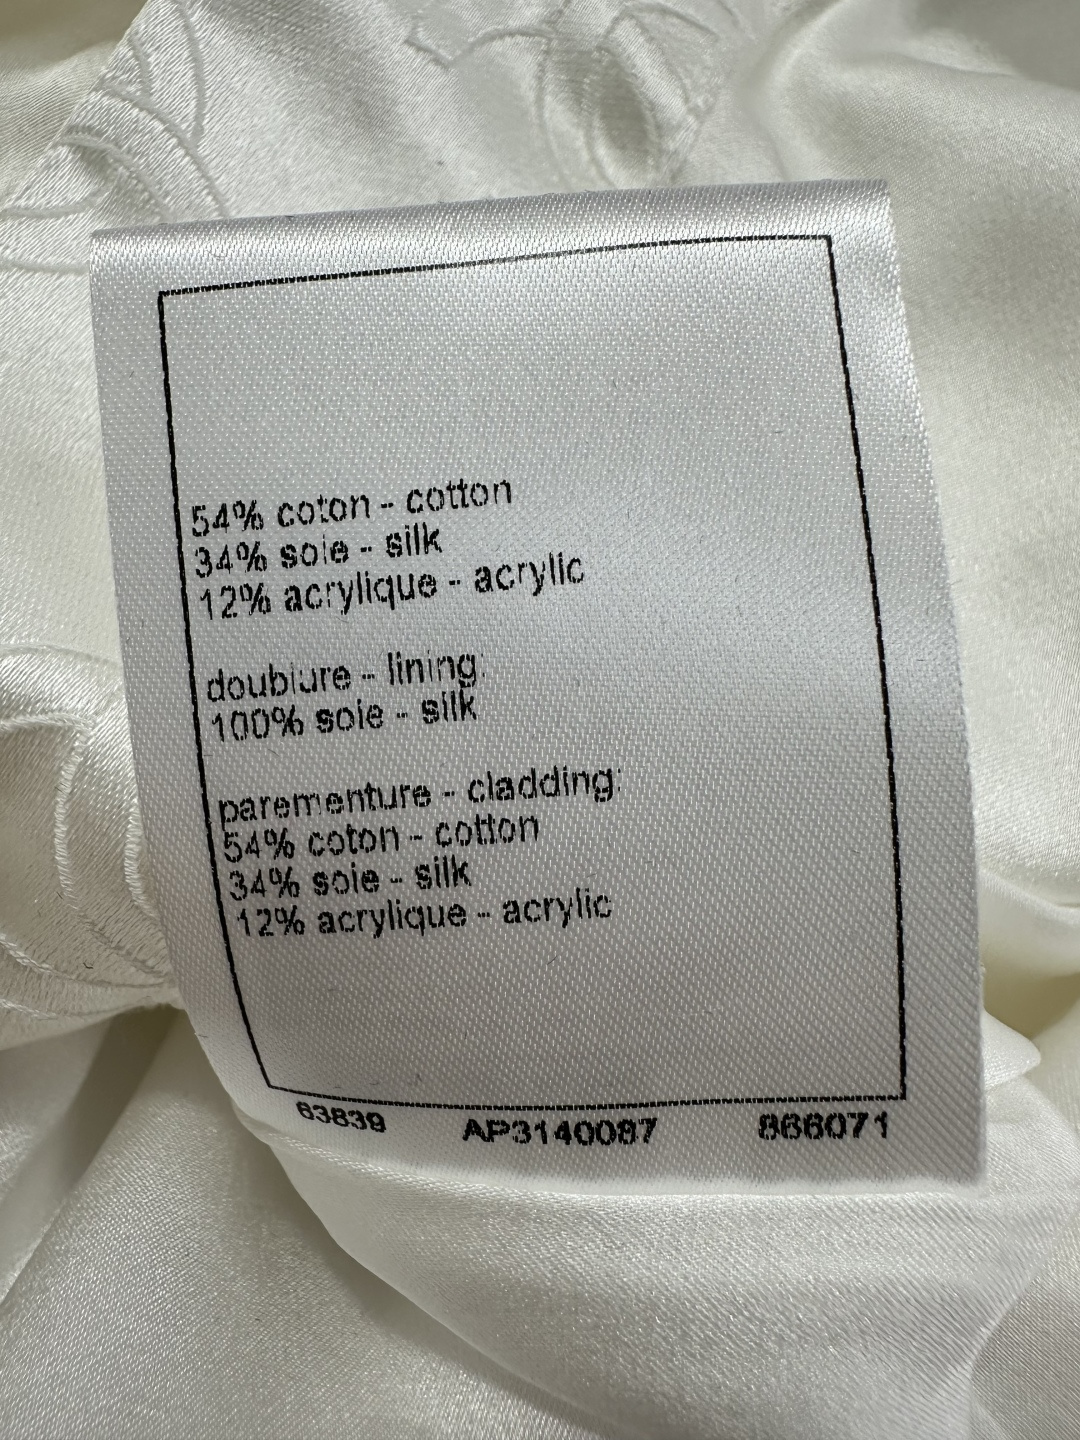 54% coton - cotton
34% soie - silk
12% acrylique - acrylic
doublure - lining:
100% soie - silk
parementure - cladding:
54% coton - cotton
34% soie - silk
12% acrylique - acrylic
63839 AP3140087 866071